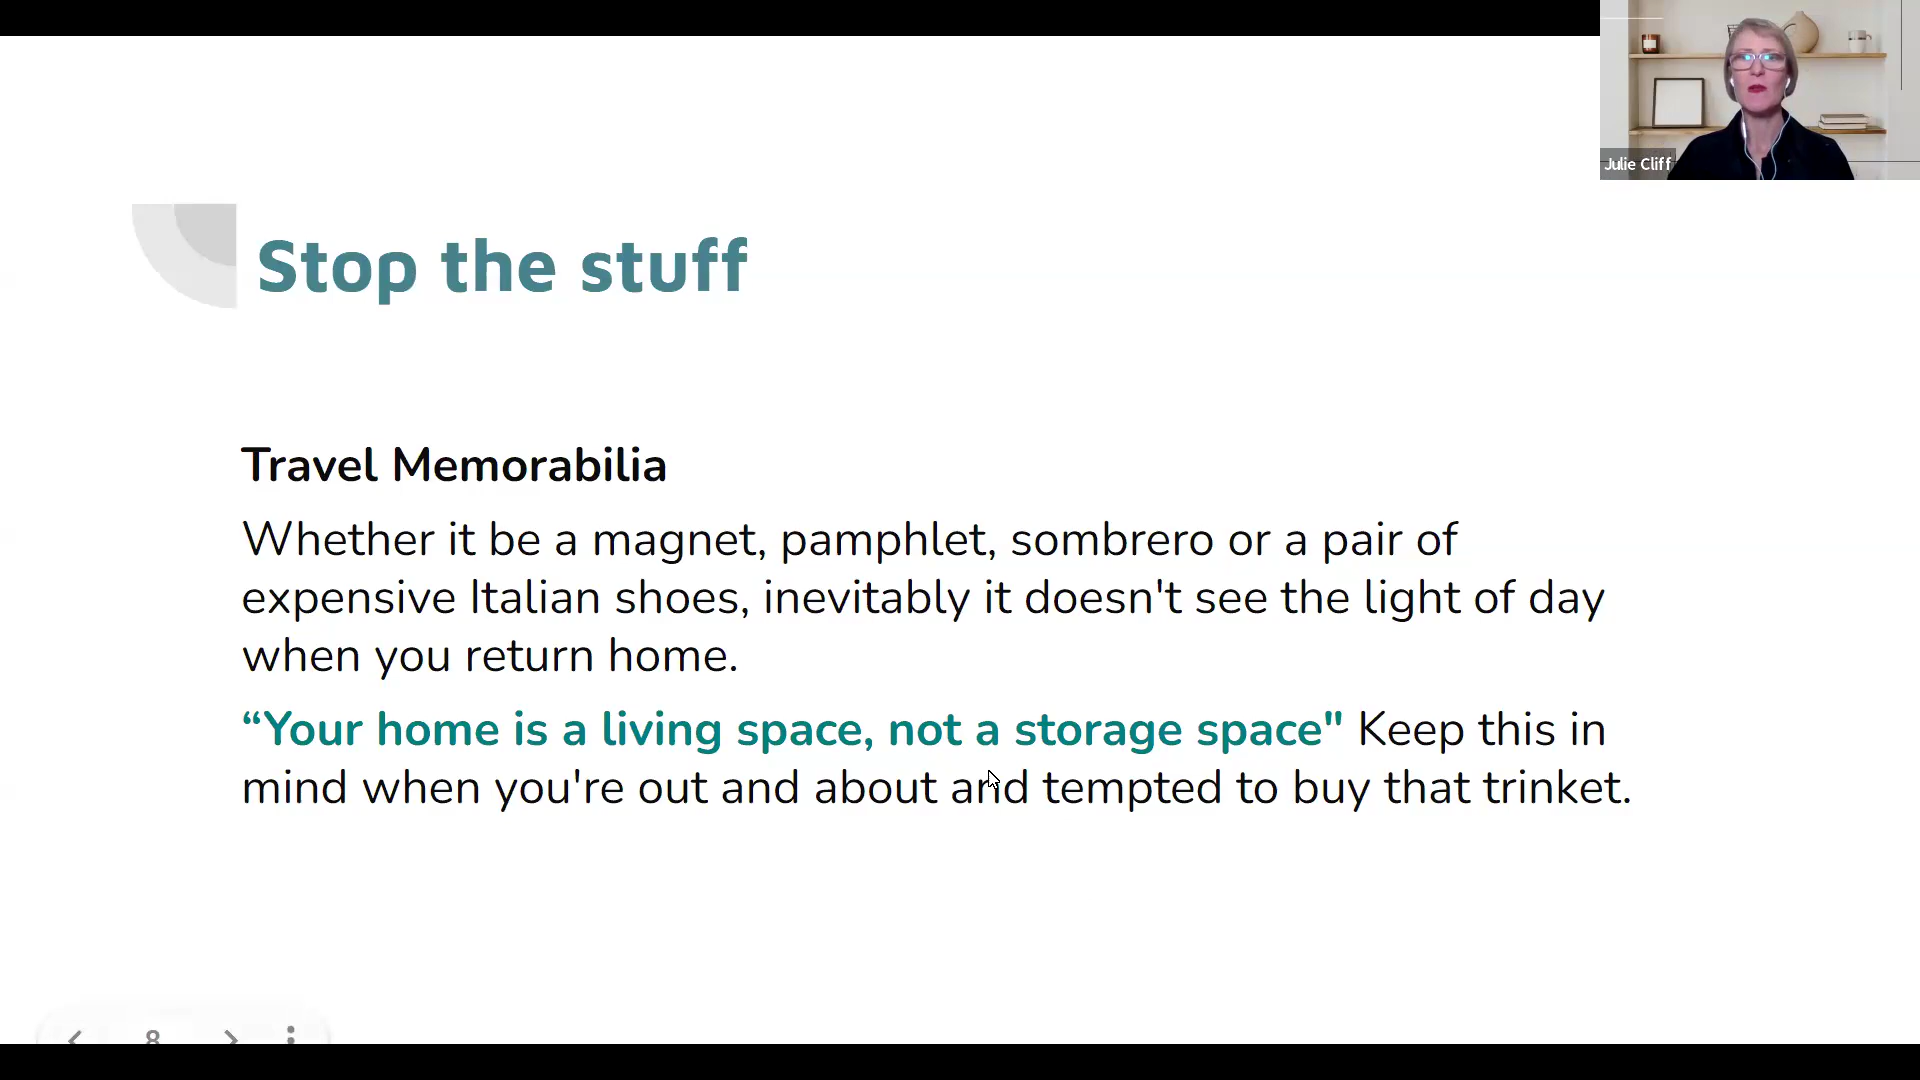 Julie Cliff
Stop the stuff
Travel Memorabilia
Whether it be a magnet, pamphlet, sombrero or a pair of
expensive Italian shoes, inevitably it doesn't see the light of day
when you return home.
“Your home is a living space, not a storage space" Keep this in
mind when you're out and about and tempted to buy that trinket.
8